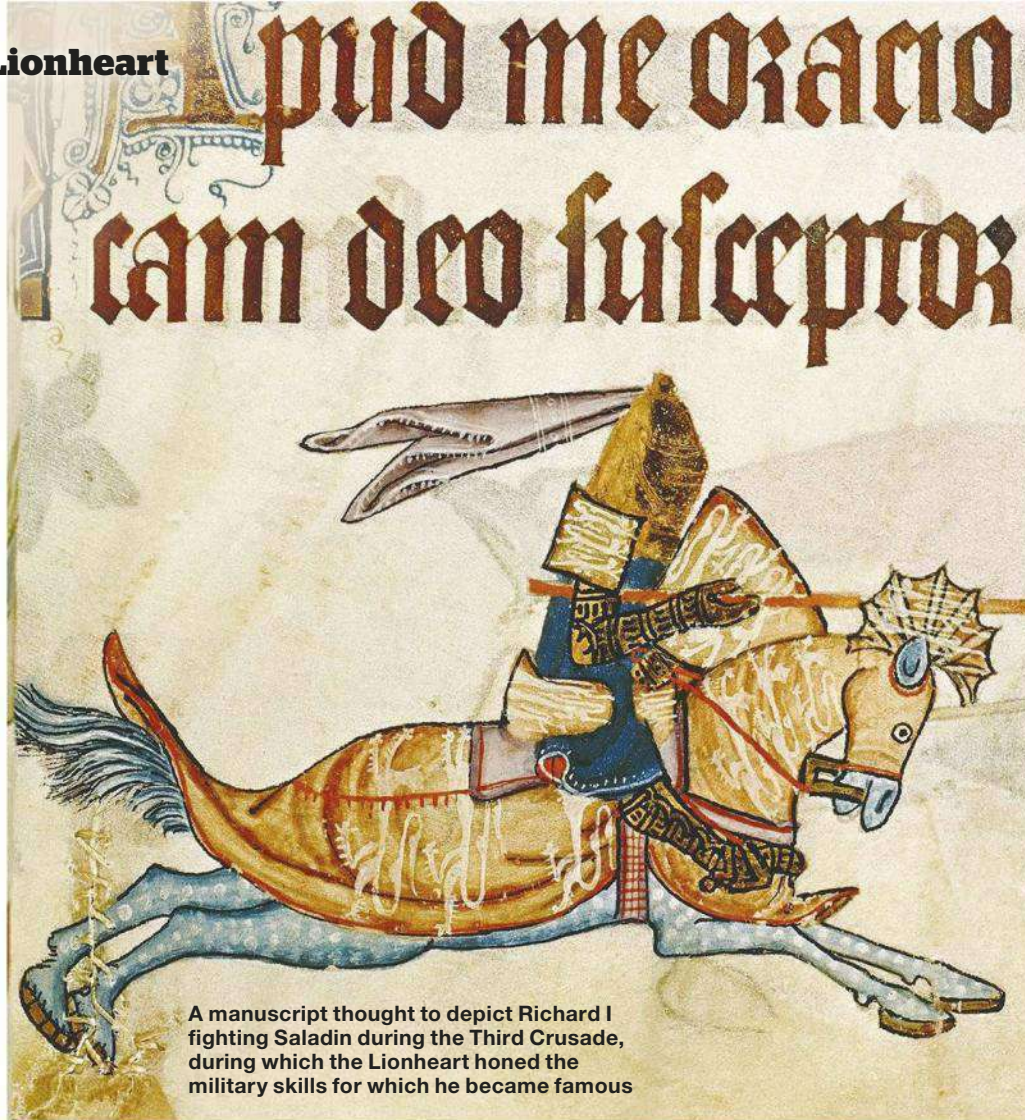 Lionheart
Apud me oracio
cam deo susceptor
A manuscript thought to depict Richard I
fighting Saladin during the Third Crusade,
during which the Lionheart honed the
military skills for which he became famous